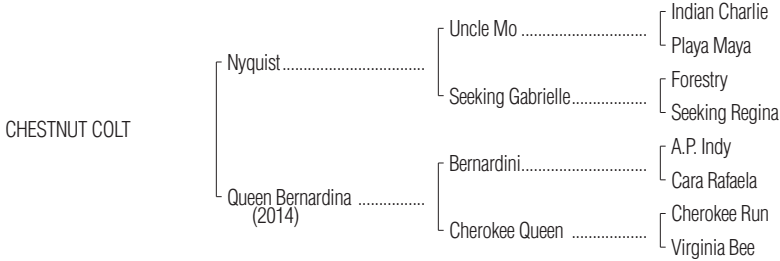 Indian Charlie
Uncle Mo ..............................
Playa Maya
Nyquist..................................
Forestry
Seeking Gabrielle..................
Seeking Regina
CHESTNUT COLT
A.P. Indy
Bernardini..............................
Cara Rafaela
Queen Bernardina ................
(2014)
Cherokee Run
Cherokee Queen ..................
Virginia Bee